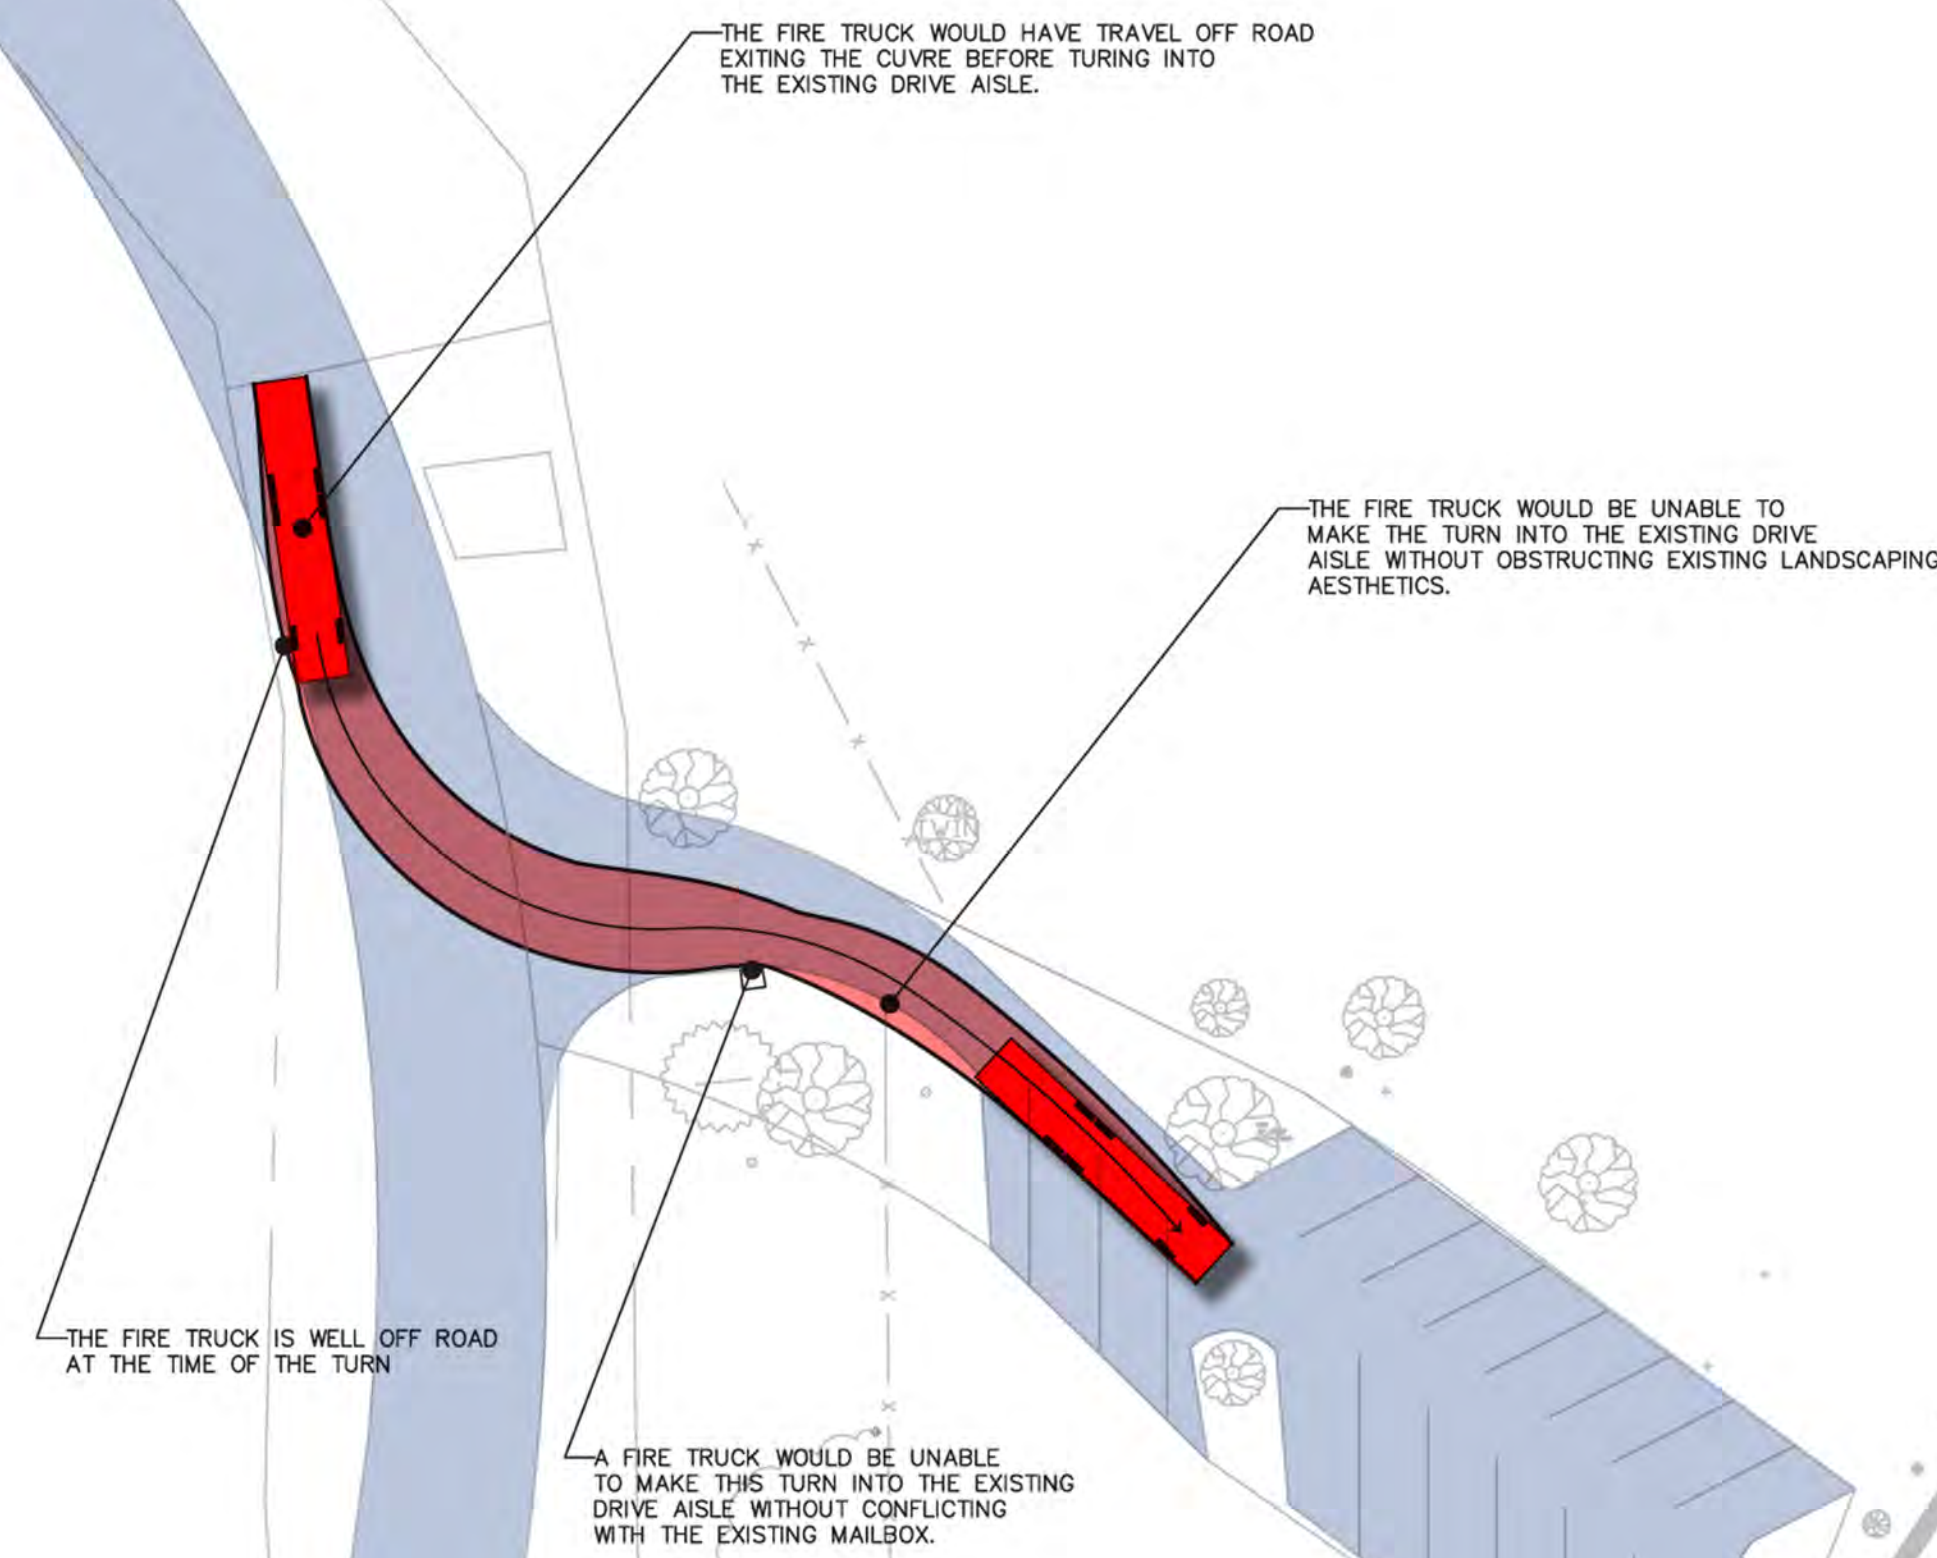 THE FIRE TRUCK WOULD HAVE TRAVEL OFF ROAD
EXITING THE CUVRE BEFORE TURING INTO
THE EXISTING DRIVE AISLE.
THE FIRE TRUCK WOULD BE UNABLE TO
MAKE THE TURN INTO THE EXISTING DRIVE
AISLE WITHOUT OBSTRUCTING EXISTING LANDSCAPING
AESTHETICS.
TWIN
THE FIRE TRUCK IS WELL OFF ROAD
AT THE TIME OF THE TURN
A FIRE TRUCK WOULD BE UNABLE
TO MAKE THIS TURN INTO THE EXISTING
DRIVE AISLE WITHOUT CONFLICTING
WITH THE EXISTING MAILBOX.